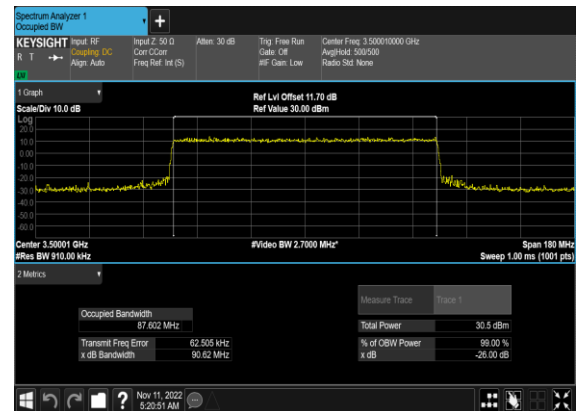 Spectrum Analyzer 1
Occupied BW
KEYSIGHT
R T
LV
Input: RF
Coupling: DC
Align: Auto
Input Z: 50 Ω
Corr CCorr
Freq Ref: Int (S)
Atten: 30 dB
Trig: Free Run
Gate: Off
#IF Gain: Low
Center Freq: 3.500010000 GHz
Avg|Hold: 500/500
Radio Std: None
1 Graph
Scale/Div 10.0 dB
Ref Lvl Offset 11.70 dB
Ref Value 30.00 dBm
Log
20.0
10.0
0.00
-10.0
-20.0
-30.0
-40.0
-50.0
-60.0
Center 3.50001 GHz
#Video BW 2.7000 MHz*
Span 180 MHz
#Res BW 910.00 kHz
Sweep 1.00 ms (1001 pts)
2 Metrics
Measure Trace
Trace 1
Occupied Bandwidth
87.602 MHz
Total Power
30.5 dBm
Transmit Freq Error
62.505 kHz
% of OBW Power
99.00 %
x dB Bandwidth
90.62 MHz
x dB
-26.00 dB
?
Nov 11, 2022
5:20:51 AM